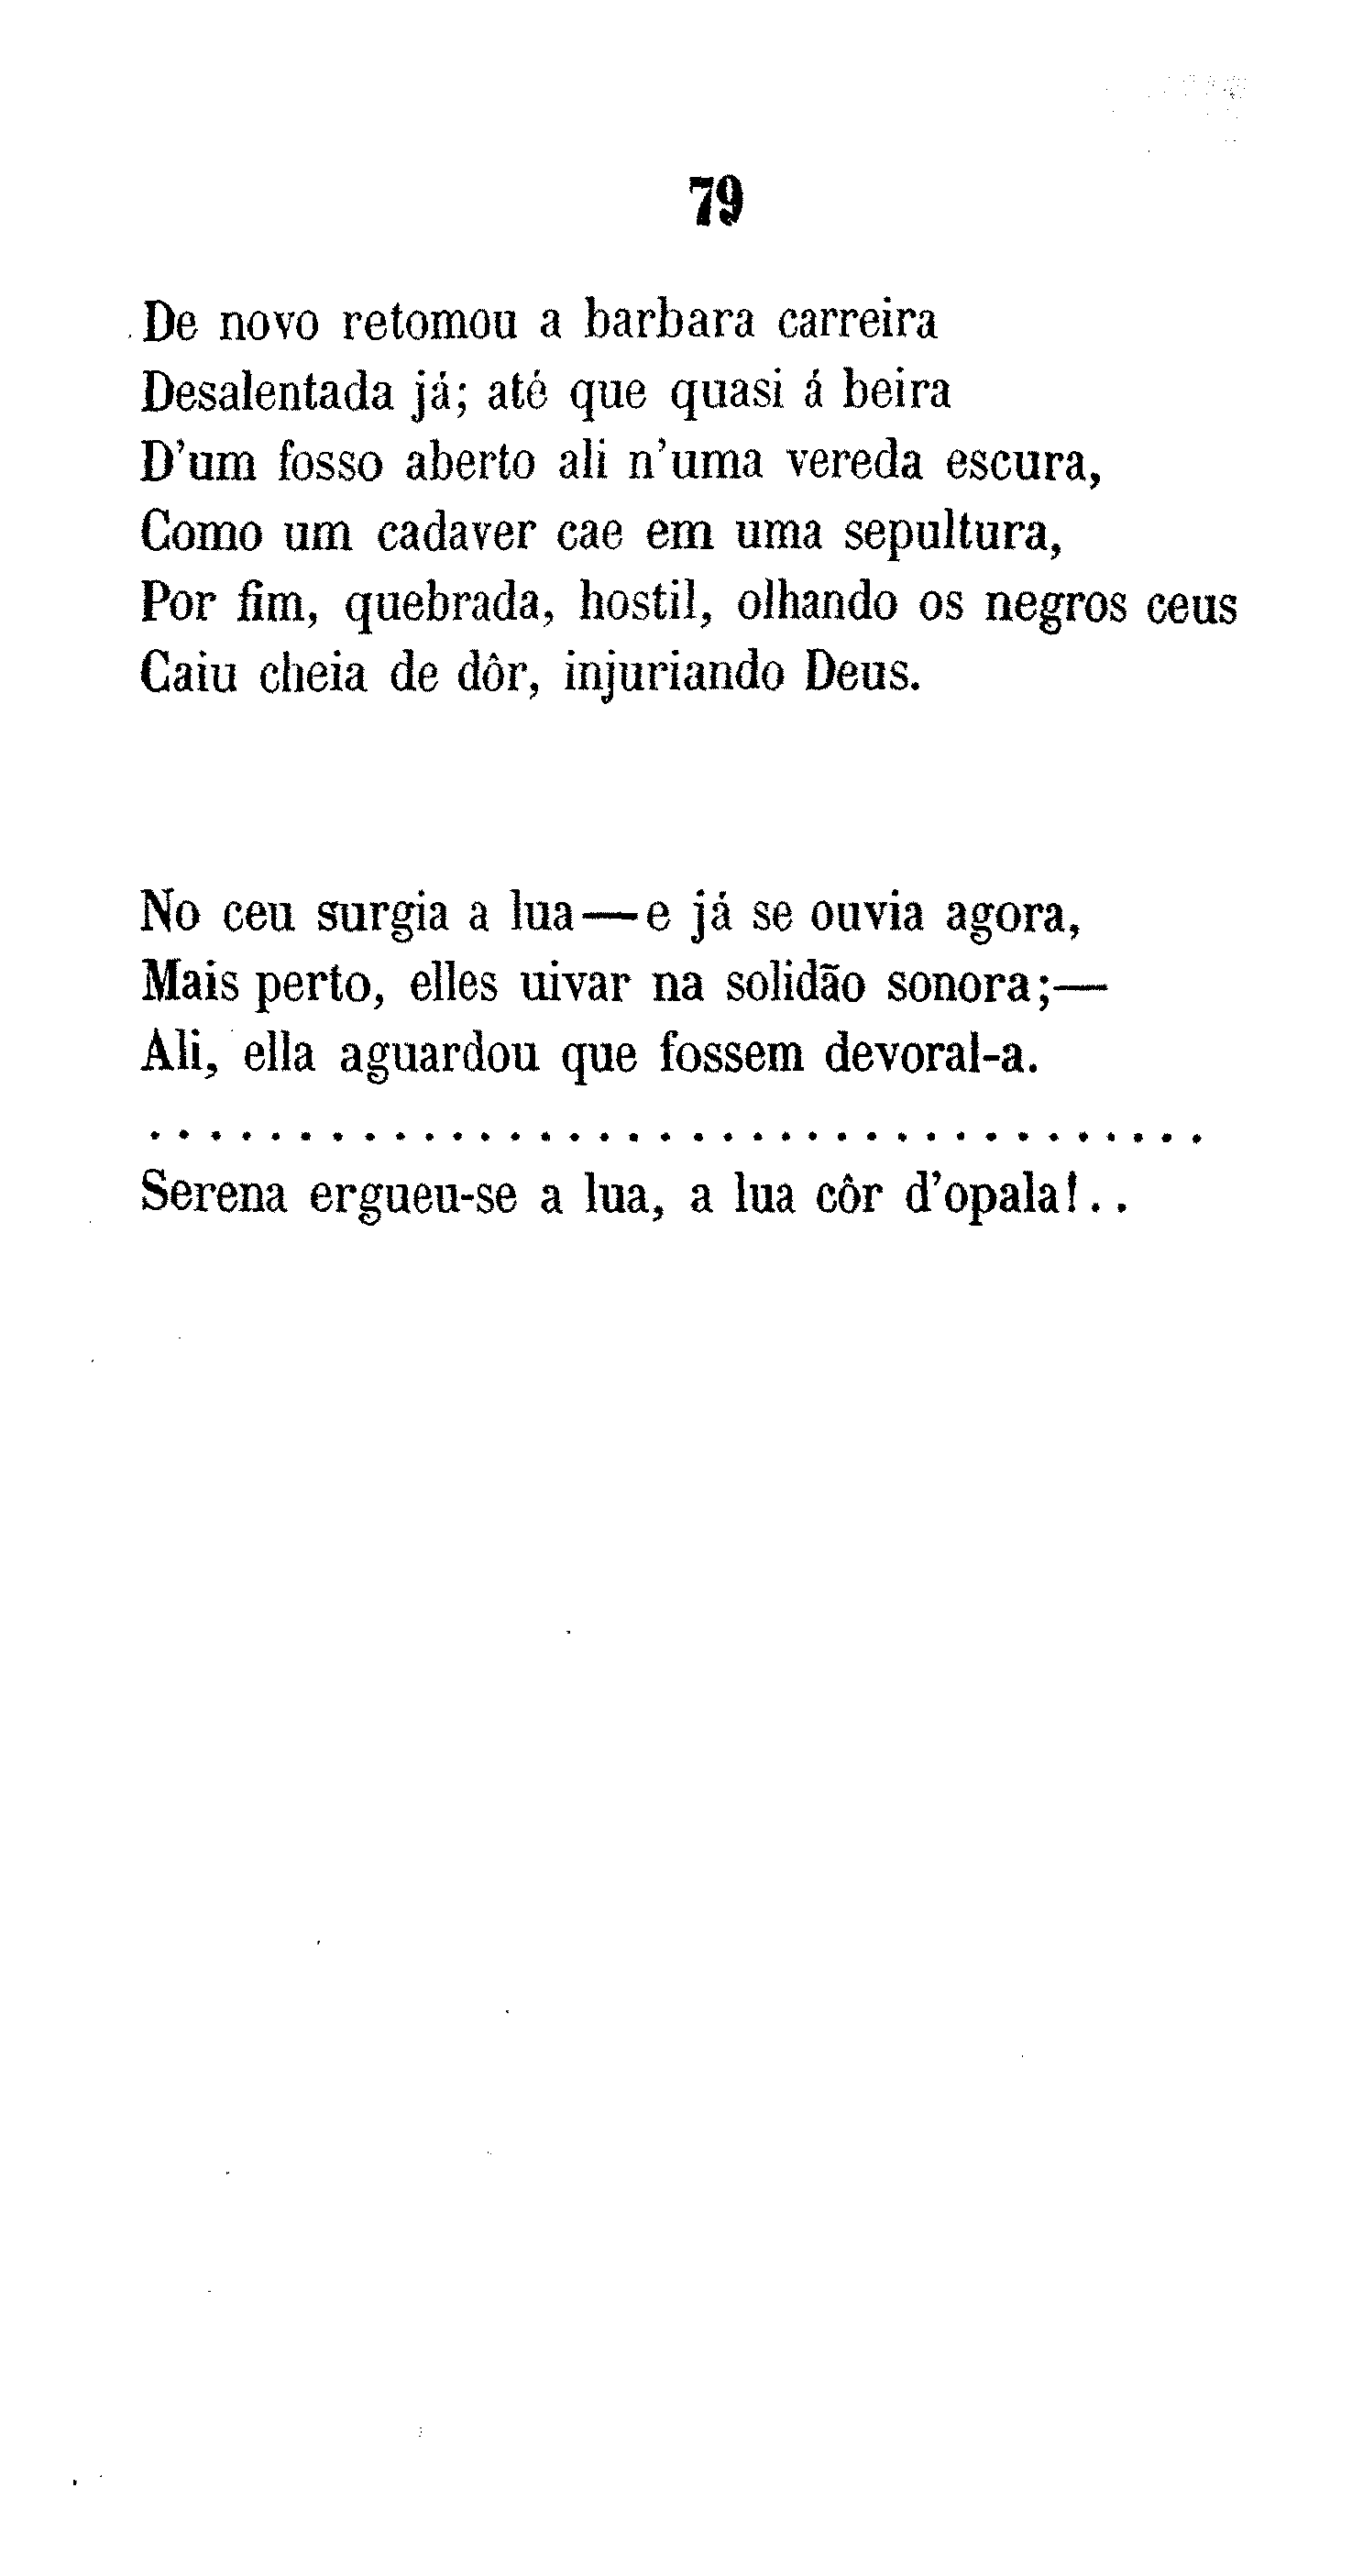 79
De novo retomou a barbara carreira
Desalentada já; até que quasi á beira
D'um fosso aberto ali n'uma vereda escura,
Como um cadaver cae em uma sepultura,
Por fim, quebrada, hostil, olhando os negros ceus
Caiu cheia de dôr, injuriando Deus.
No ceu surgia a lua—e já se ouvia agora,
Mais perto, elles uivar na solidão sonora;—
Ali, ella aguardou que fossem devoral-a.
....................................
Serena ergueu-se a lua, a lua côr d'opala!..